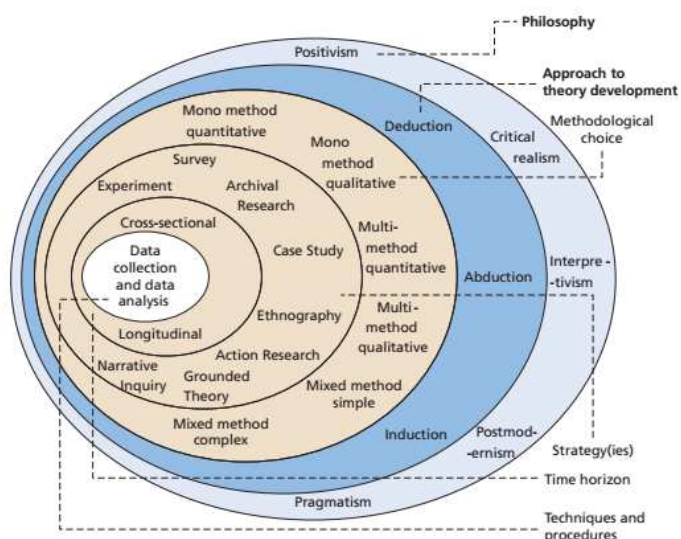 Philosophy
Positivism
Approach to
theory development
Mono method
quantitative
Deduction
Methodological
choice
Critical
realism
Mono
method
qualitative
Survey
Experiment
Archival
Research
Cross-sectional
Data
collection
and data
analysis
Case Study
Multi-
method
quantitative
Abduction
Interpre-
-tivism
Ethnography
Multi-
method
qualitative
Longitudinal
Action Research
Narrative
Inquiry
Grounded
Theory
Mixed method
simple
Mixed method
complex
Induction
Postmod-
-ernism
Strategy(ies)
Time horizon
Pragmatism
Techniques and
procedures